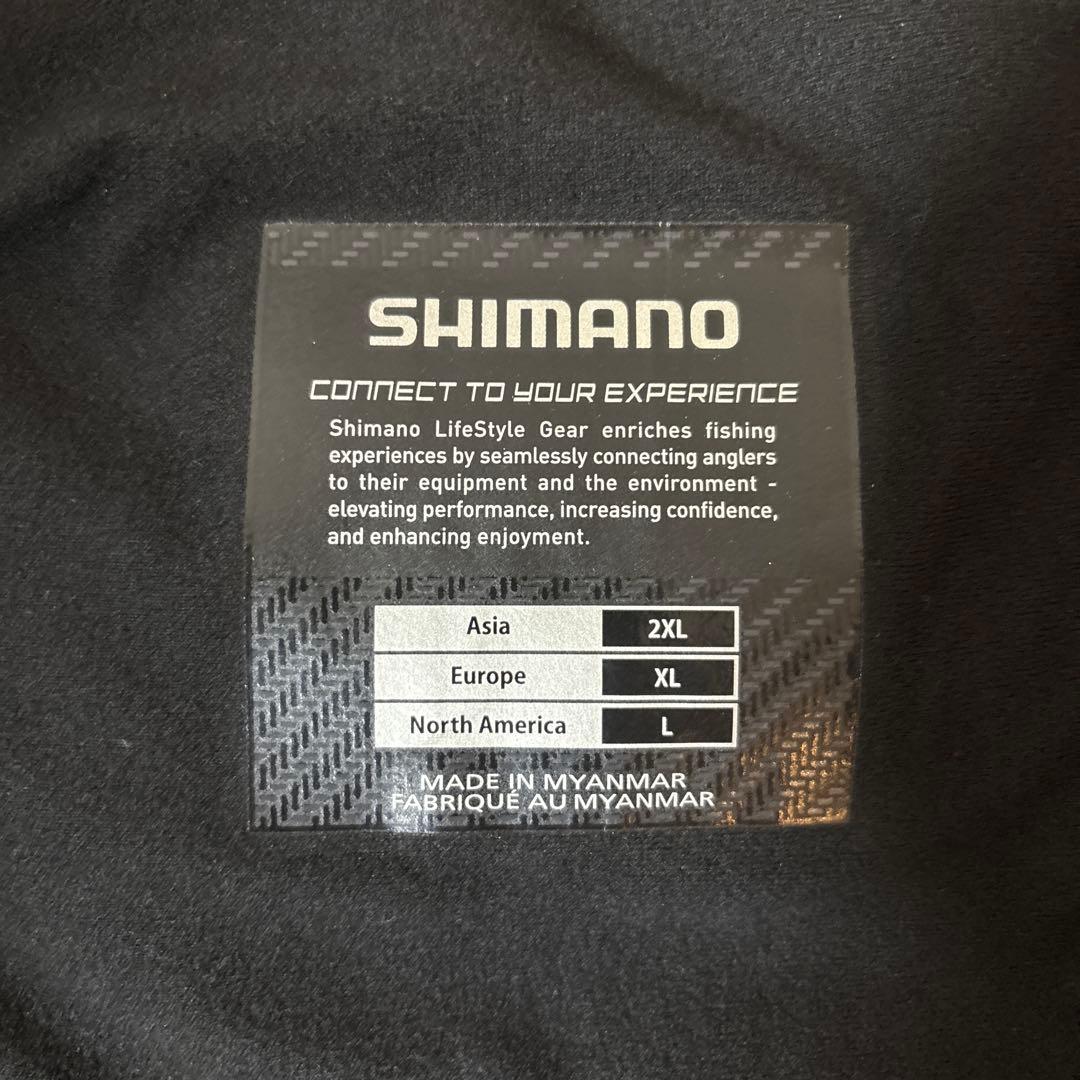 SHIMANO
CONNECT TO YOUR EXPERIENCE
Shimano LifeStyle Gear enriches fishing
experiences by seamlessly connecting anglers
to their equipment and the environment -
elevating performance, increasing confidence,
and enhancing enjoyment.
Asia 2XL
Europe XL
North America L
MADE IN MYANMAR
FABRIQUÉ AU MYANMAR